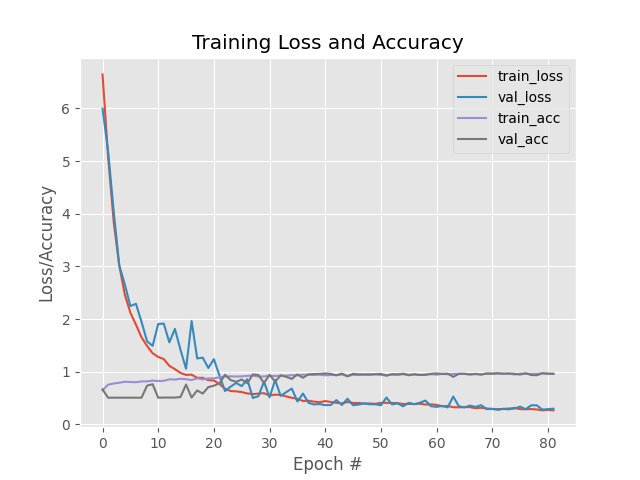 Training Loss and Accuracy
train_loss
val_loss
train_acc
val_acc
Loss/Accuracy
6
5
4
3
2
1
0
0 10 20 30 40 50 60 70 80
Epoch #